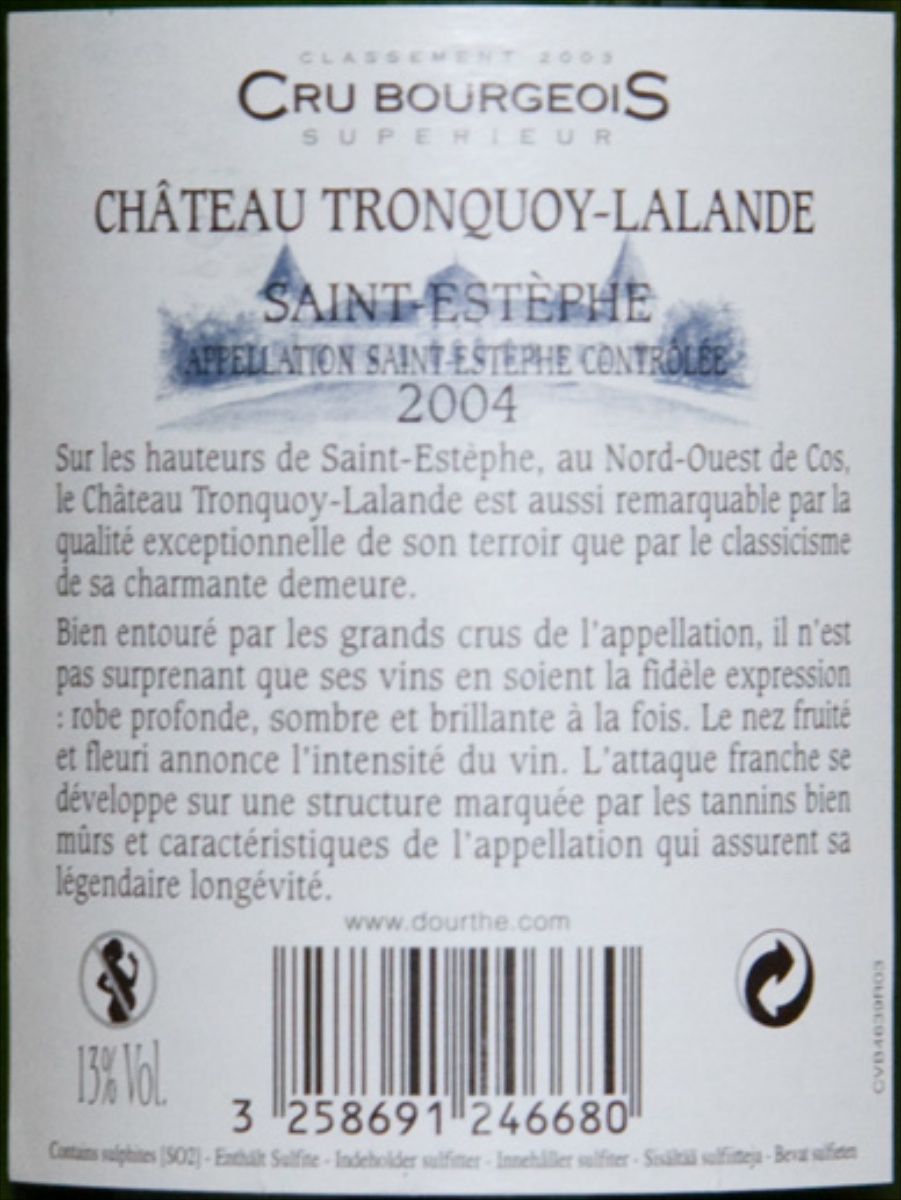 CLASSEMENT 2003
CRU BOURGEOIS
SUPERIEUR
CHÂTEAU TRONQUOY-LALANDE
SAINT-ESTÈPHE
APPELLATION SAINT-ESTÈPHE CONTRÔLÉE
2004
Sur les hauteurs de Saint-Estèphe, au Nord-Ouest de Cos,
le Château Tronquoy-Lalande est aussi remarquable par la
qualité exceptionnelle de son terroir que par le classicisme
de sa charmante demeure.
Bien entouré par les grands crus de l'appellation, il n'est
pas surprenant que ses vins en soient la fidèle expression
: robe profonde, sombre et brillante à la fois. Le nez fruité
et fleuri annonce l'intensité du vin. L'attaque franche se
développe sur une structure marquée par les tannins bien
mûrs et caractéristiques de l'appellation qui assurent sa
légendaire longévité.
www.dourthe.com
13% Vol.
3 258691 246680
CVB4639R03
Contains sulphites [SO2] - Enthält Sulfite - Indeholder sulfitter - Innehåller sulfiter - Sisältää sulfiitteja - Bevat sulfieten